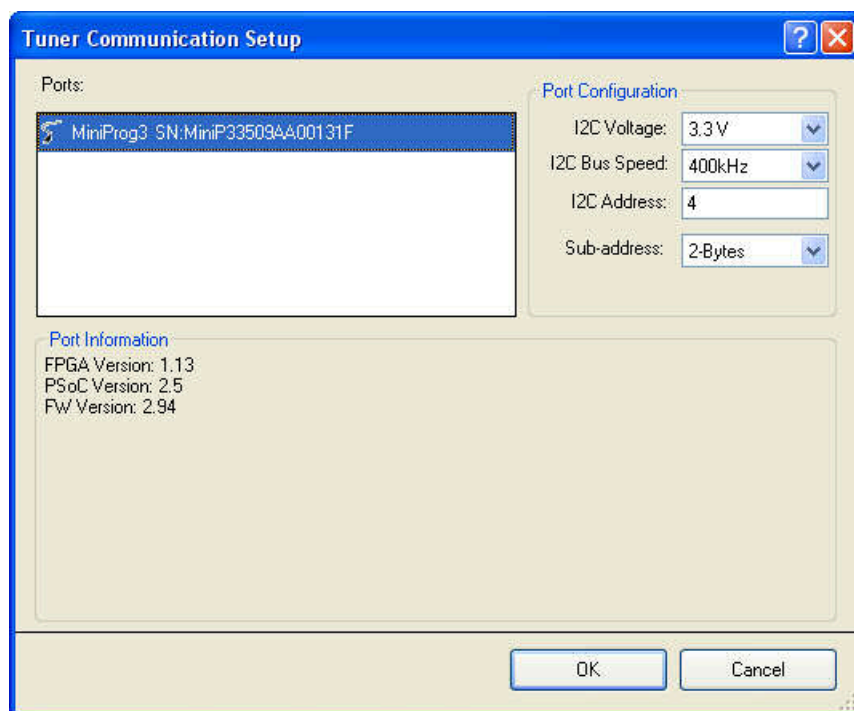 Tuner Communication Setup
Ports:
MiniProg3 SN:MiniP33509AA00131F
Port Configuration
I2C Voltage: 3.3 V
I2C Bus Speed: 400kHz
I2C Address: 4
Sub-address: 2-Bytes
Port Information
FPGA Version: 1.13
PSoC Version: 2.5
FW Version: 2.94
OK Cancel